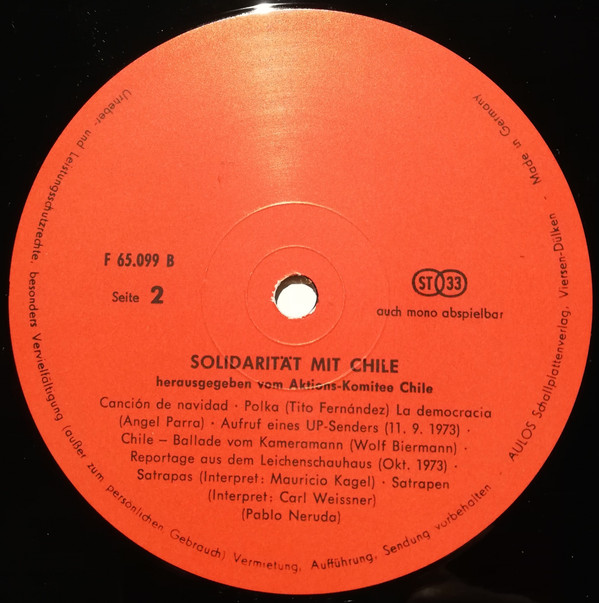 Made in Germany
F 65.099 B
Seite 2
ST 33
auch mono abspielbar
SOLIDARITÄT MIT CHILE
herausgegeben vom Aktions-Komitee Chile
Canción de navidad · Polka (Tito Fernández) La democracia
(Angel Parra) · Aufruf eines UP-Senders (11. 9. 1973) ·
Chile – Ballade vom Kameramann (Wolf Biermann) ·
Reportage aus dem Leichenschauhaus (Okt. 1973) ·
Satrapas (Interpret: Mauricio Kagel) · Satrapen
(Interpret: Carl Weissner)
(Pablo Neruda)
Urheber- und Leistungsschutzrechte, besonders Vervielfältigung (außer zum persönlichen Gebrauch) Vermietung, Aufführung, Sendung vorbehalten
AULOS Schallplattenverlag, Viersen-Dülken